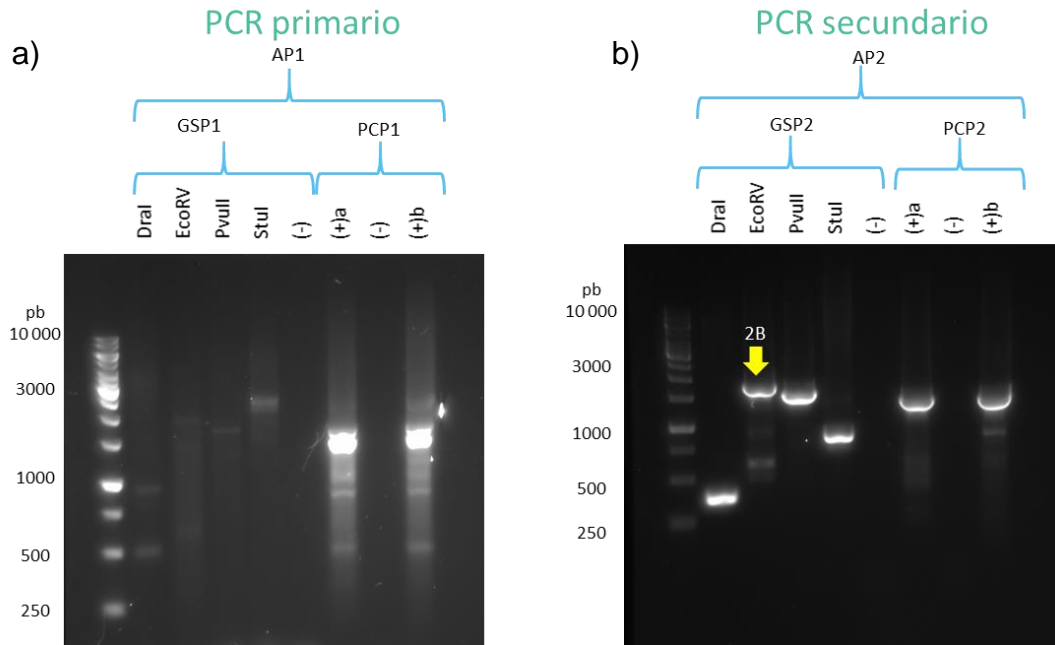 PCR primario
a)
AP1
GSP1
PCP1
DraI
EcoRV
PvuII
StuI
(-)
(+)a
(-)
(+)b
pb
10 000
3000
1000
500
250
PCR secundario
b)
AP2
GSP2
PCP2
DraI
EcoRV
PvuII
StuI
(-)
(+)a
(-)
(+)b
2B
pb
10 000
3000
1000
500
250